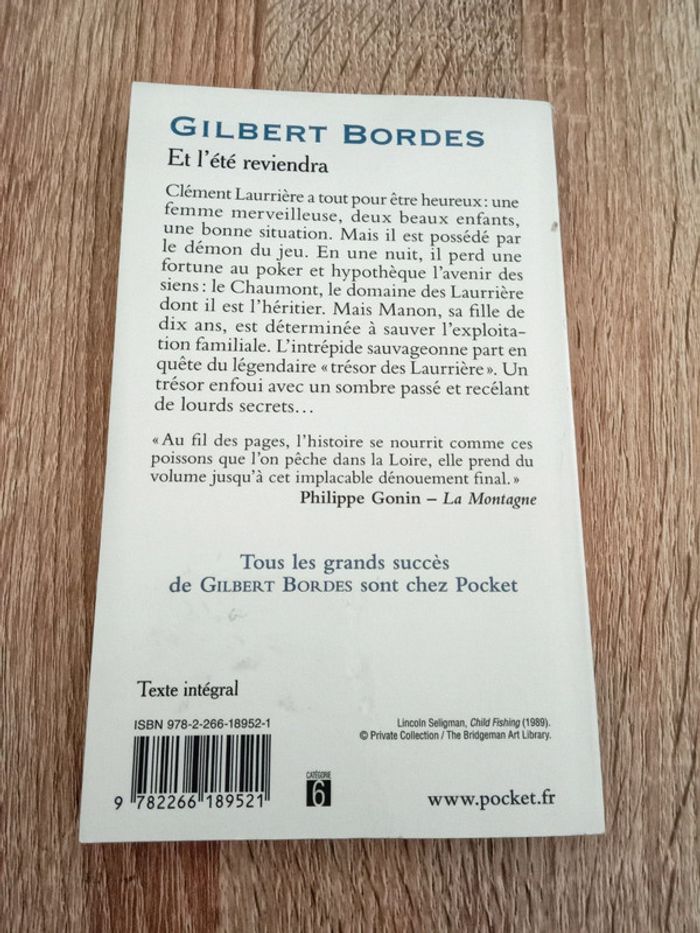 GILBERT BORDES
Et l'été reviendra
Clément Laurrière a tout pour être heureux : une
femme merveilleuse, deux beaux enfants,
une bonne situation. Mais il est possédé par
le démon du jeu. En une nuit, il perd une
fortune au poker et hypothèque l'avenir des
siens : le Chaumont, le domaine des Laurrière
dont il est l'héritier. Mais Manon, sa fille de
dix ans, est déterminée à sauver l'exploita-
tion familiale. L'intrépide sauvageonne part en
quête du légendaire « trésor des Laurrière ». Un
trésor enfoui avec un sombre passé et recélant
de lourds secrets…
« Au fil des pages, l'histoire se nourrit comme ces
poissons que l'on pêche dans la Loire, elle prend du
volume jusqu'à cet implacable dénouement final. »
Philippe Gonin – La Montagne
Tous les grands succès
de GILBERT BORDES sont chez Pocket
Texte intégral
ISBN 978-2-266-18952-1
9 782266 189521
CATÉGORIE
6
Lincoln Seligman, Child Fishing (1989).
© Private Collection / The Bridgeman Art Library.
www.pocket.fr